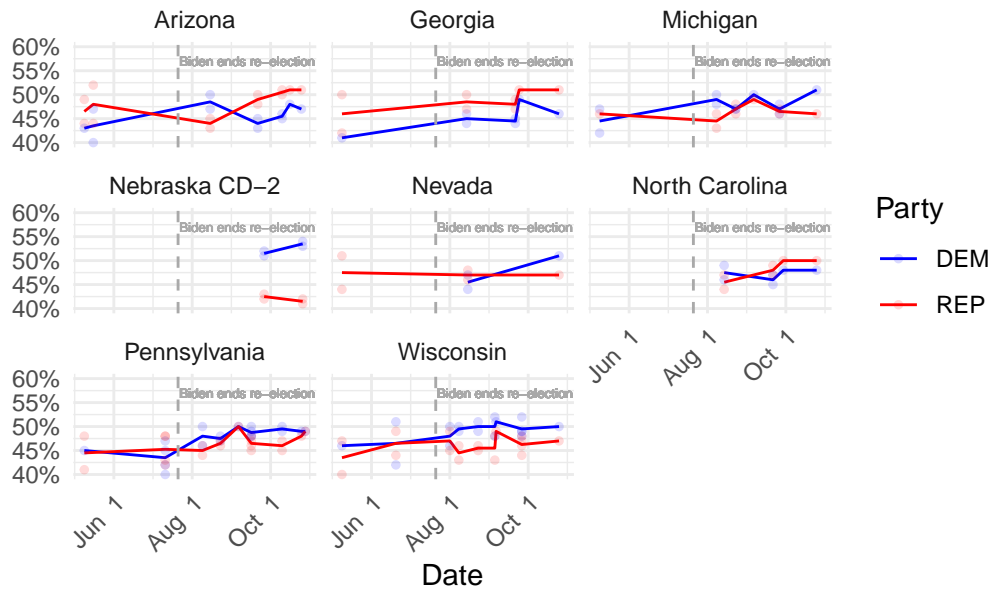 Arizona Georgia Michigan
60%
Biden ends re−election Biden ends re−election Biden ends re−election
55%
50%
45%
40%
Nebraska CD−2 Nevada North Carolina
60%
Biden ends re−election Biden ends re−election Biden ends re−election
55%
50%
45%
40%
Party
DEM
REP
Jun 1 Aug 1 Oct 1
Pennsylvania Wisconsin
60%
Biden ends re−election Biden ends re−election
55%
50%
45%
40%
Jun 1 Aug 1 Oct 1 Jun 1 Aug 1 Oct 1
Date